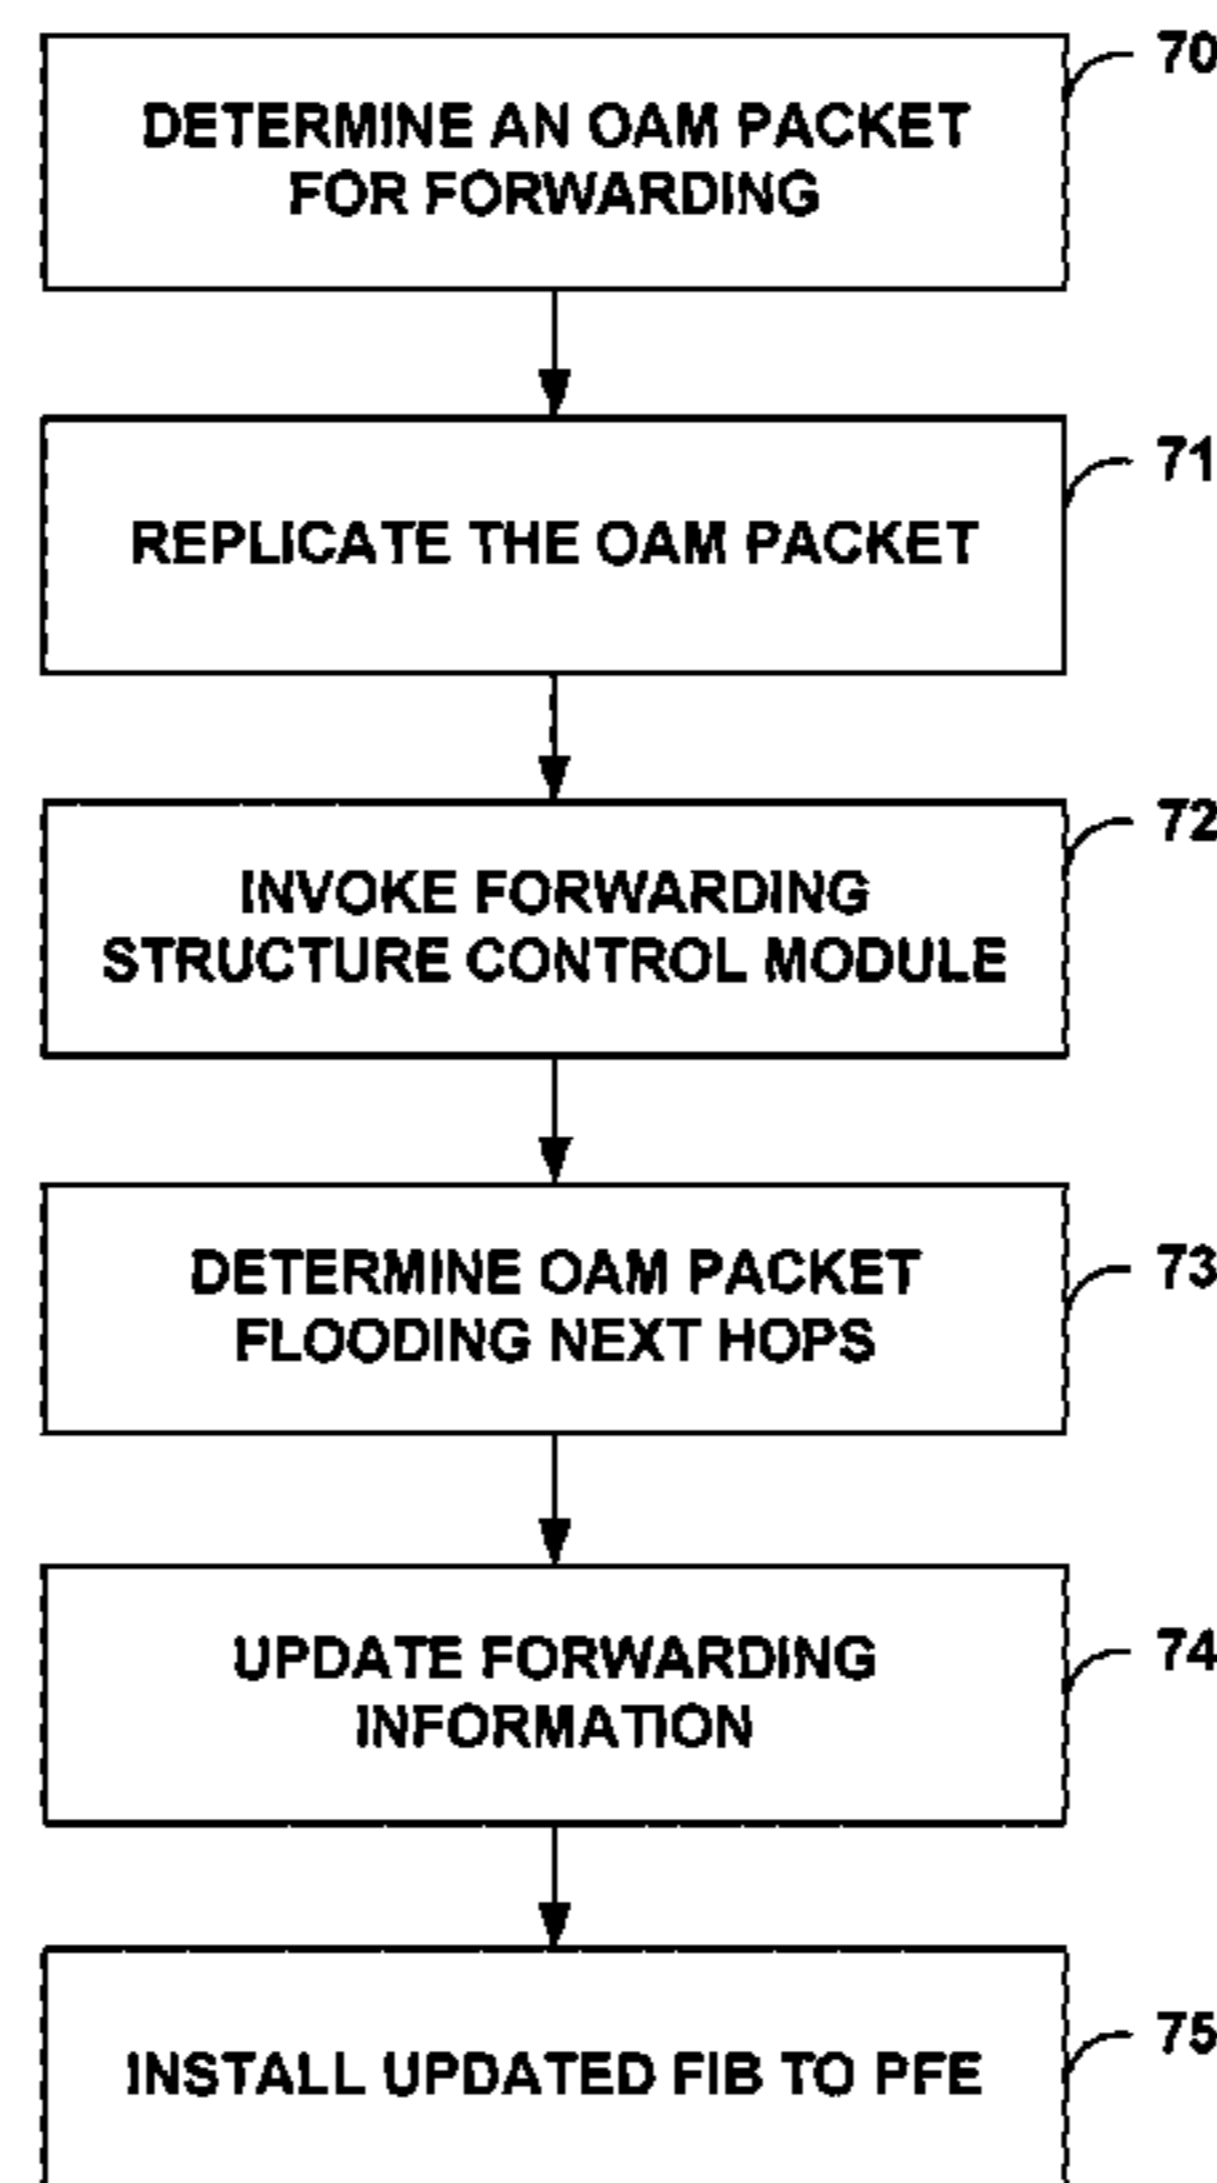 70
DETERMINE AN OAM PACKET
FOR FORWARDING
71
REPLICATE THE OAM PACKET
72
INVOKE FORWARDING
STRUCTURE CONTROL MODULE
73
DETERMINE OAM PACKET
FLOODING NEXT HOPS
74
UPDATE FORWARDING
INFORMATION
75
INSTALL UPDATED FIB TO PFE